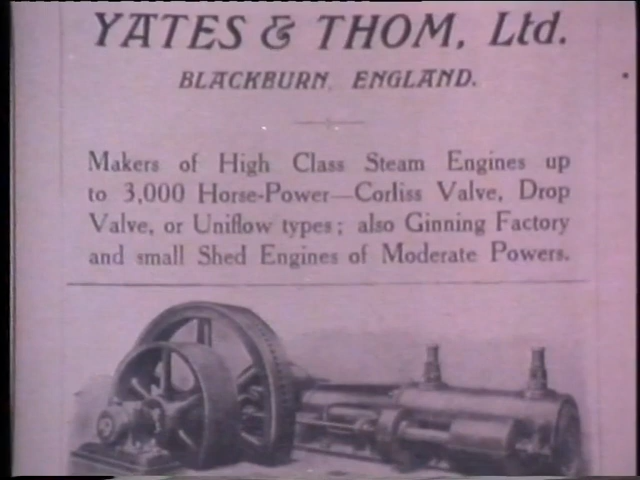 YATES & THOM, Ltd.
BLACKBURN, ENGLAND.
Makers of High Class Steam Engines up
to 3,000 Horse-Power—Corliss Valve, Drop
Valve, or Uniflow types; also Ginning Factory
and small Shed Engines of Moderate Powers.